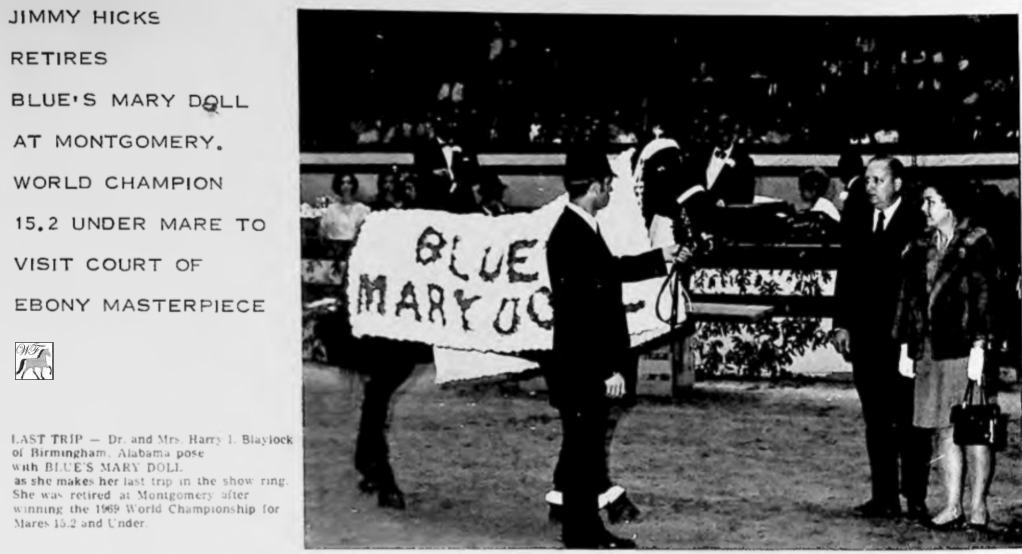 JIMMY HICKS
RETIRES
BLUE'S MARY DOLL
AT MONTGOMERY.
WORLD CHAMPION
15.2 UNDER MARE TO
VISIT COURT OF
EBONY MASTERPIECE
WT
LAST TRIP — Dr. and Mrs. Harry I. Blaylock
of Birmingham, Alabama pose
with BLUE'S MARY DOLL
as she makes her last trip in the show ring.
She was retired at Montgomery after
winning the 1969 World Championship for
Mares 15.2 and Under.
BLUE
MARY DO